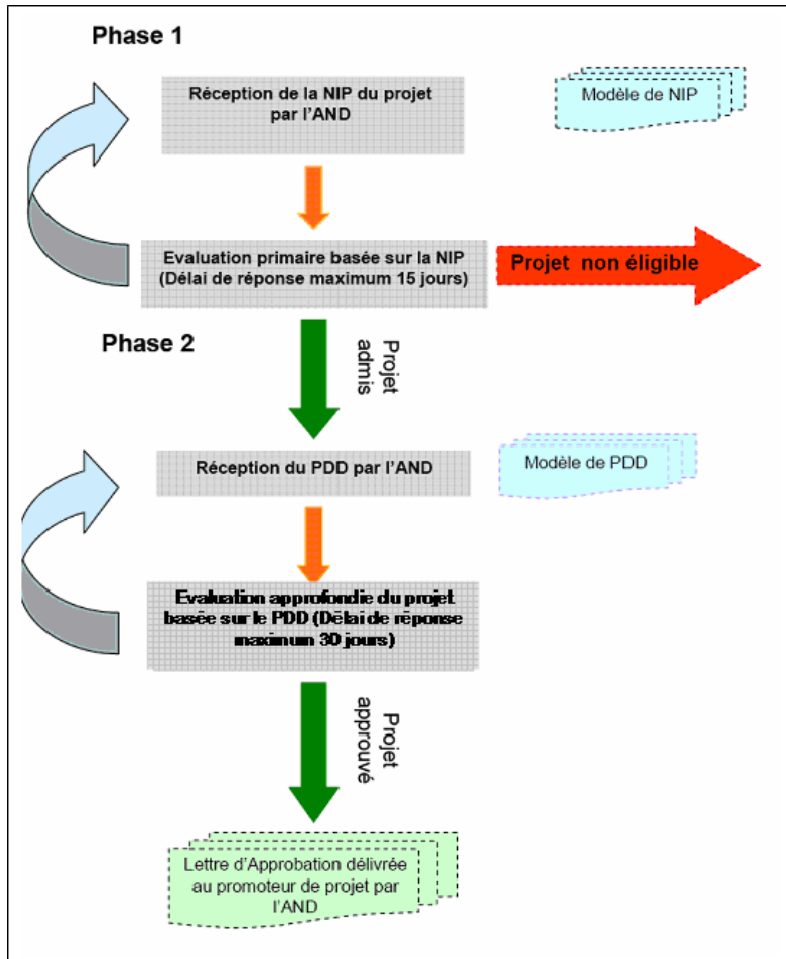 Phase 1
Réception de la NIP du projet
par l'AND
Modèle de NIP
Evaluation primaire basée sur la NIP
(Délai de réponse maximum 15 jours)
Projet non éligible
Phase 2
Projet
admis
Réception du PDD par l'AND
Modèle de PDD
Evaluation approfondie du projet
basée sur le PDD (Délai de réponse
maximum 30 jours)
Projet
approuvé
Lettre d'Approbation délivrée
au promoteur de projet par
l'AND